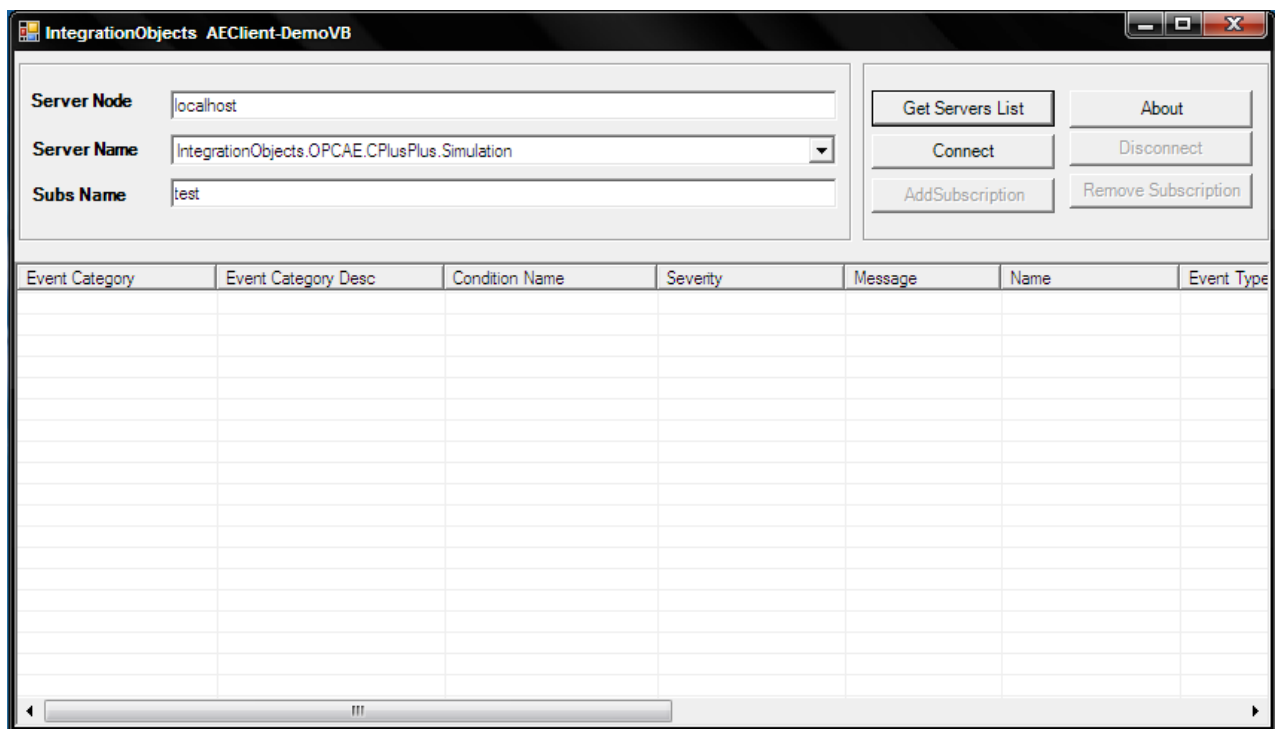 IntegrationObjects AEClient-DemoVB
Server Node localhost
Get Servers List About
Server Name IntegrationObjects.OPCAE.CPlusPlus.Simulation
Connect Disconnect
Subs Name test
AddSubscription Remove Subscription
Event Category Event Category Desc Condition Name Severity Message Name Event Type